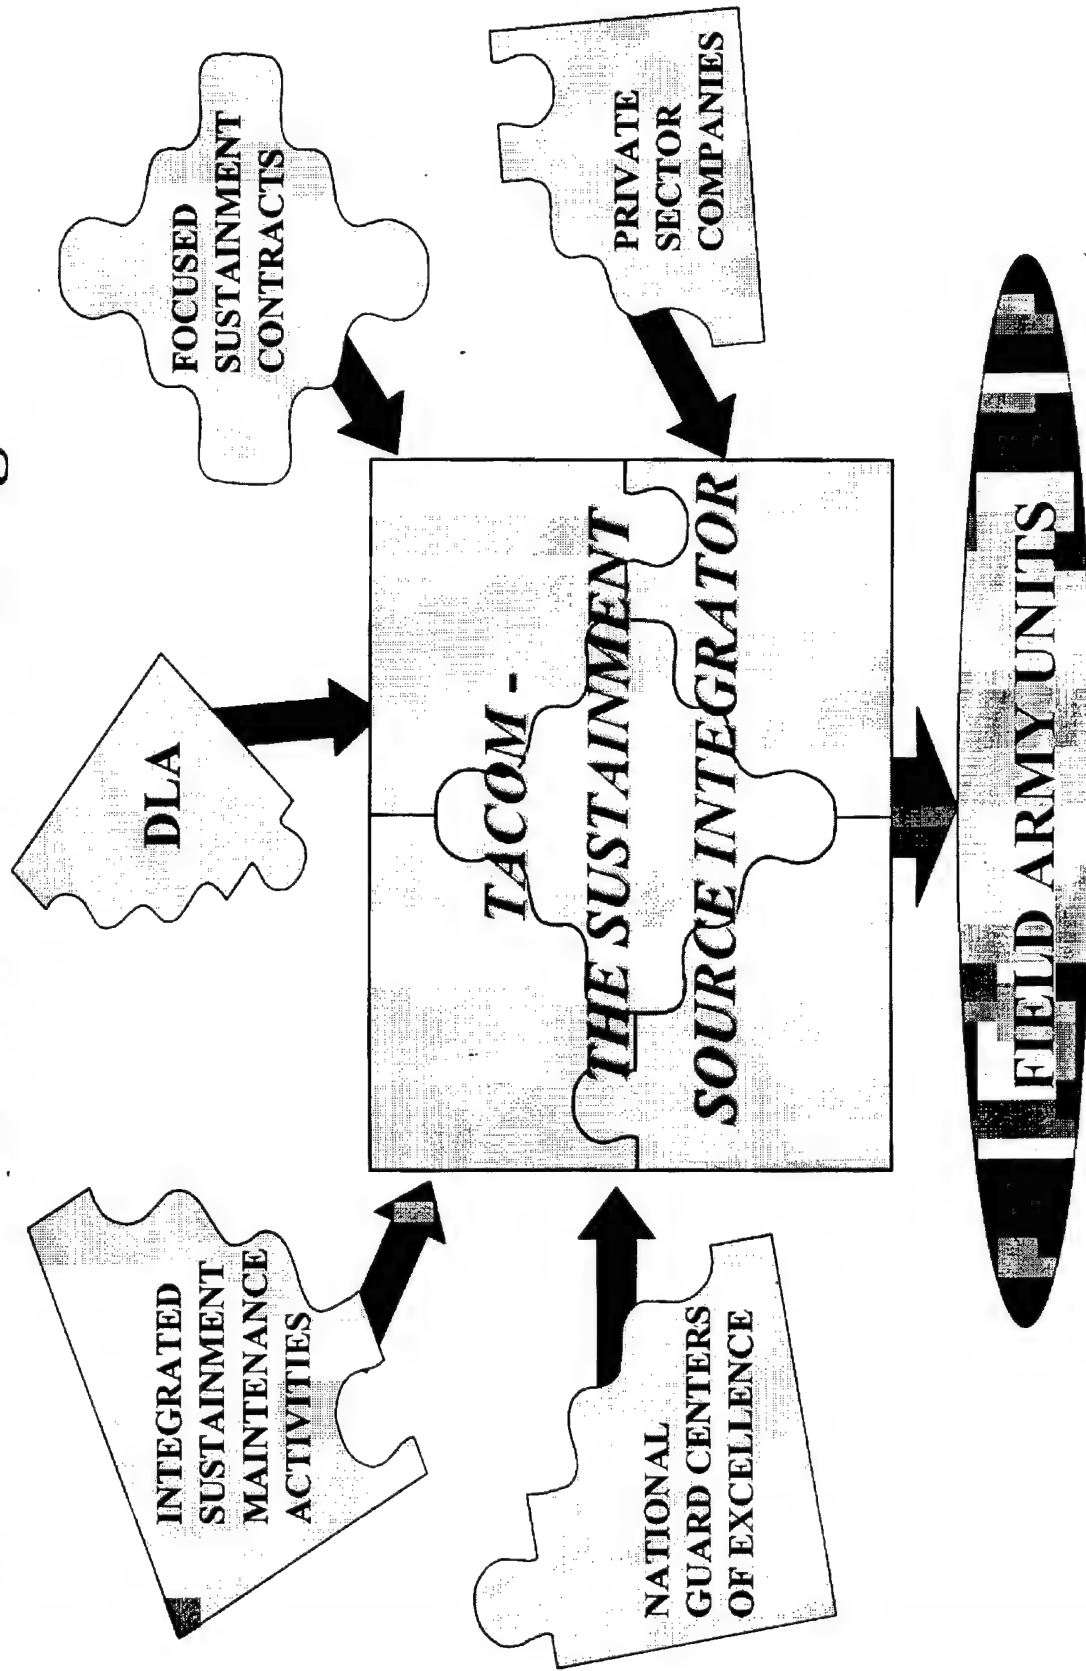 INTEGRATED
SUSTAINMENT
MAINTENANCE
ACTIVITIES
DLA
FOCUSED
SUSTAINMENT
CONTRACTS
NATIONAL
GUARD CENTERS
OF EXCELLENCE
TACOM -
THE SUSTAINMENT
SOURCE INTEGRATOR
PRIVATE
SECTOR
COMPANIES
FIELD ARMY UNITS